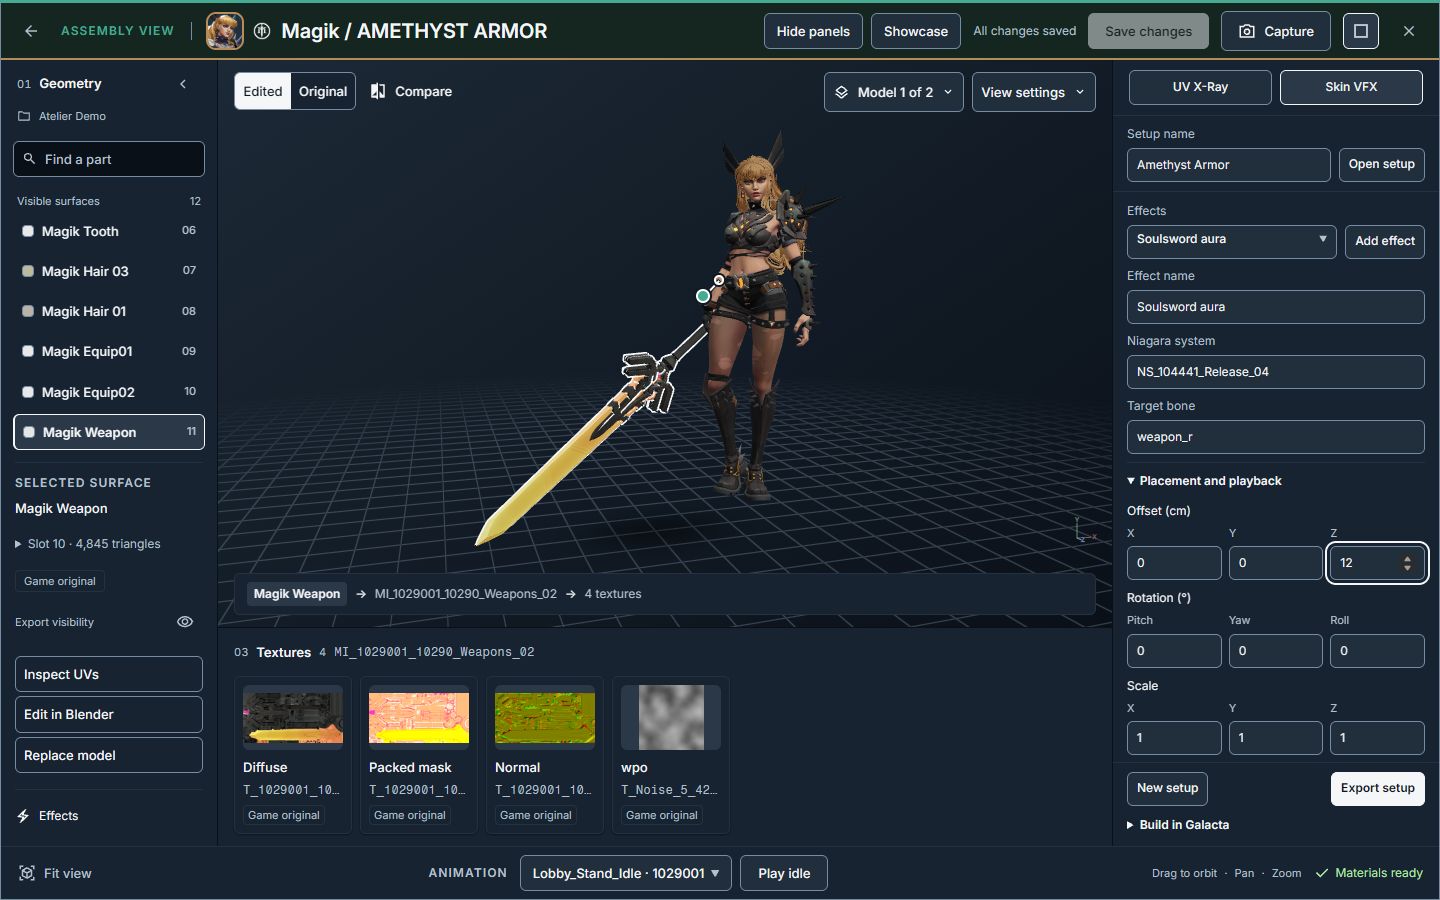 ASSEMBLY VIEW
Magik / AMETHYST ARMOR
Hide panels
Showcase
All changes saved
Save changes
Capture
01 Geometry
Atelier Demo
Find a part
Visible surfaces 12
Magik Tooth 06
Magik Hair 03 07
Magik Hair 01 08
Magik Equip01 09
Magik Equip02 10
Magik Weapon 11
SELECTED SURFACE
Magik Weapon
Slot 10 · 4,845 triangles
Game original
Export visibility
Inspect UVs
Edit in Blender
Replace model
Effects
Edited
Original
Compare
Model 1 of 2
View settings
Magik Weapon → MI_1029001_10290_Weapons_02 → 4 textures
03 Textures 4 MI_1029001_10290_Weapons_02
Diffuse
T_1029001_10…
Game original
Packed mask
T_1029001_10…
Game original
Normal
T_1029001_10…
Game original
wpo
T_Noise_5_42…
Game original
UV X-Ray
Skin VFX
Setup name
Amethyst Armor
Open setup
Effects
Soulsword aura
Add effect
Effect name
Soulsword aura
Niagara system
NS_104441_Release_04
Target bone
weapon_r
Placement and playback
Offset (cm)
X Y Z
0 0 12
Rotation (°)
Pitch Yaw Roll
0 0 0
Scale
X Y Z
1 1 1
New setup
Export setup
Build in Galacta
Fit view
ANIMATION
Lobby_Stand_Idle · 1029001
Play idle
Drag to orbit · Pan · Zoom
Materials ready